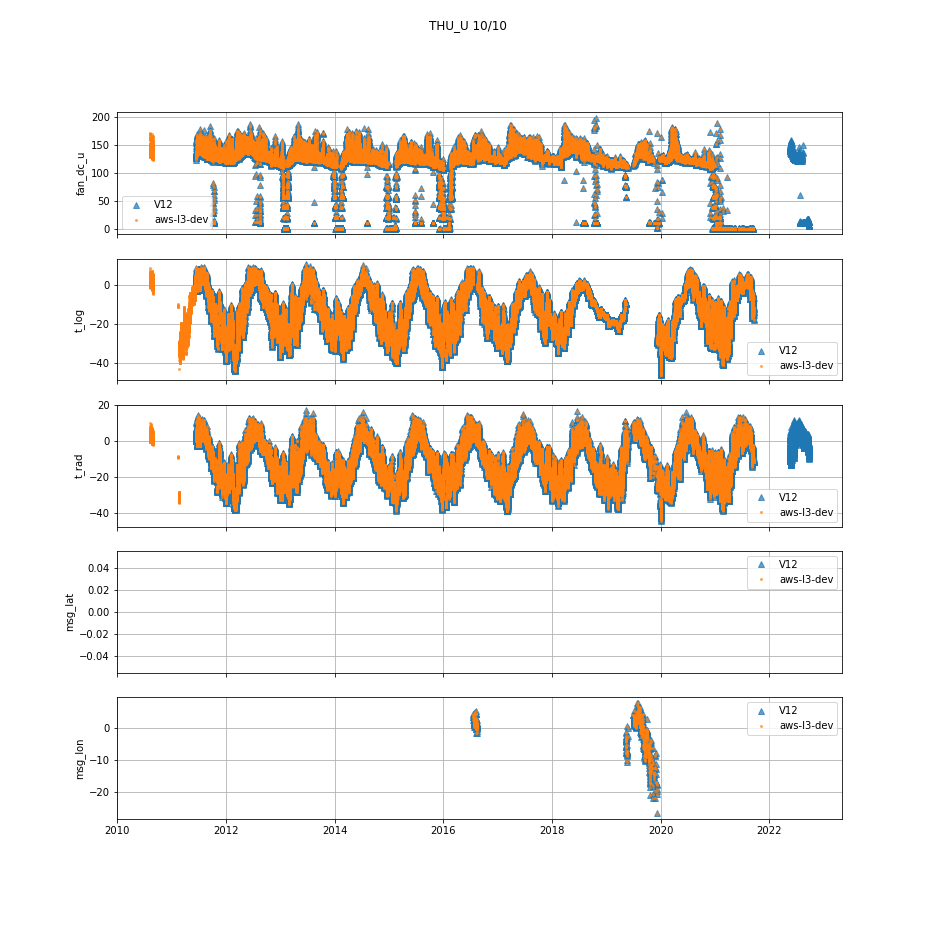 THU_U 10/10
200
150
100
50
0
fan_dc_u
V12
aws-l3-dev
0
−20
−40
t_log
V12
aws-l3-dev
20
0
−20
−40
t_rad
V12
aws-l3-dev
0.04
0.02
0.00
−0.02
−0.04
msg_lat
V12
aws-l3-dev
0
−10
−20
msg_lon
V12
aws-l3-dev
2010 2012 2014 2016 2018 2020 2022